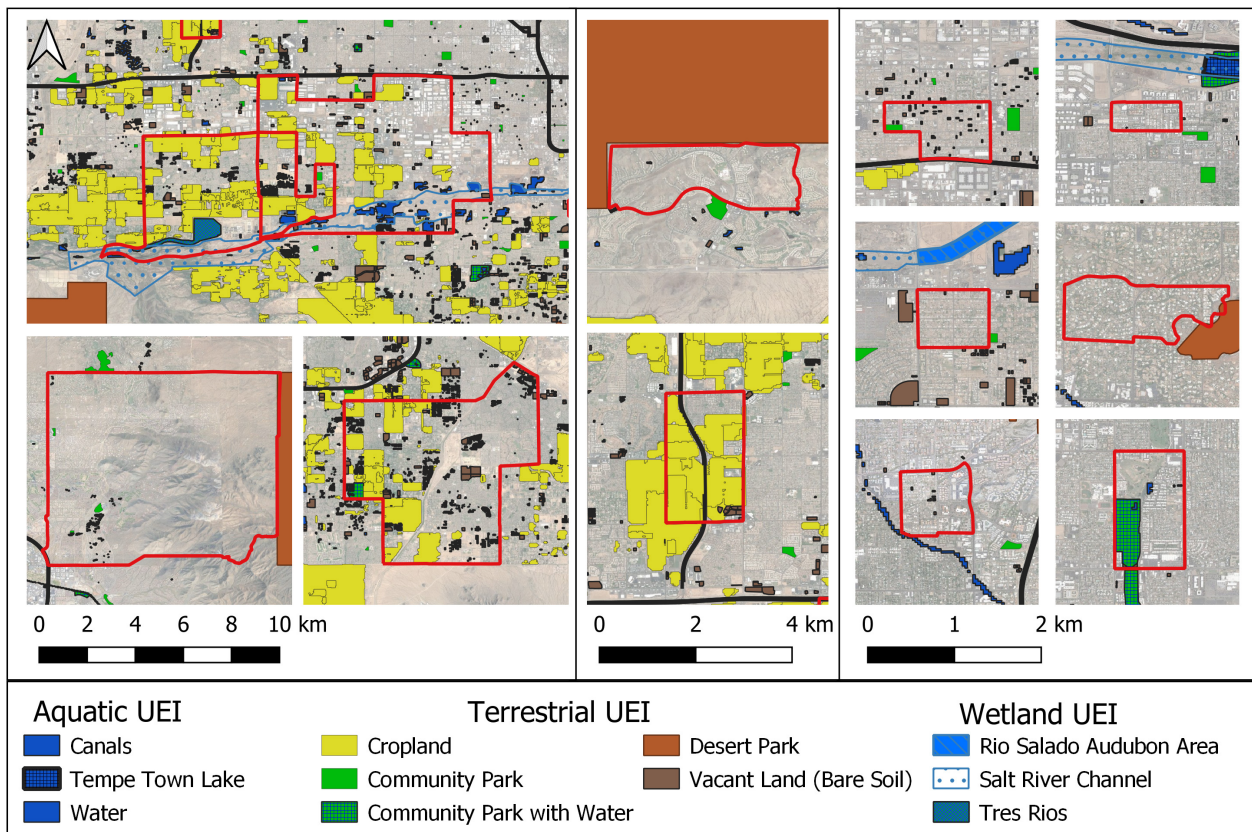 0 2 4 6 8 10 km
0 2 4 km
0 1 2 km
Aquatic UEI
Canals
Tempe Town Lake
Water
Terrestrial UEI
Cropland
Community Park
Community Park with Water
Desert Park
Vacant Land (Bare Soil)
Wetland UEI
Rio Salado Audubon Area
Salt River Channel
Tres Rios